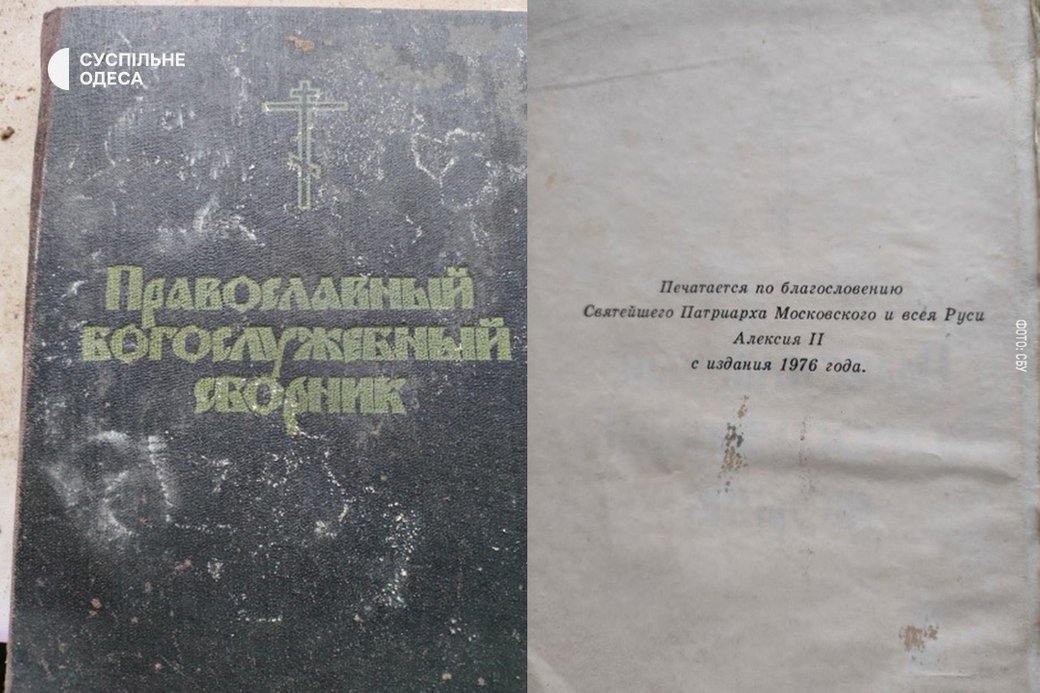 СУСПІЛЬНЕ
ОДЕСА
Православный
богослужебный
сборник
Печатается по благословению
Святейшего Патриарха Московского и всея Руси
Алексия II
с издания 1976 года.
ФОТО: СБУ